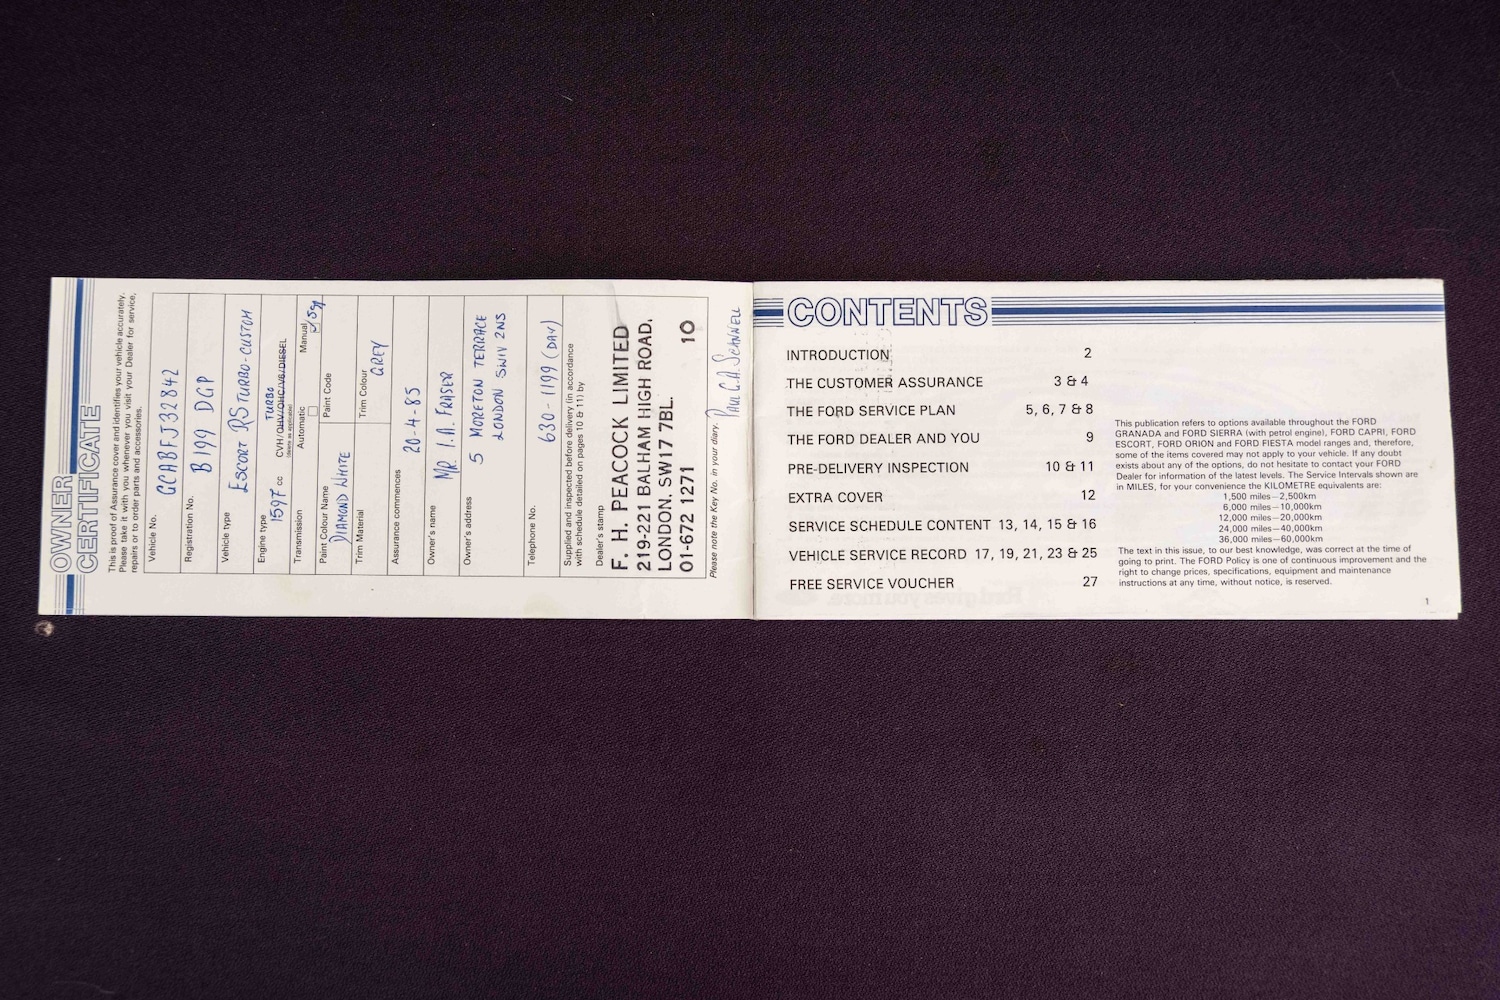 OWNER
CERTIFICATE
This is proof of Assurance cover and identifies your vehicle accurately.
Please take it with you whenever you visit your Dealer for service,
repairs or to order parts and accessories.
Vehicle No. GCABFJ32842
Registration No. B199 DGP
Vehicle type ESCORT RS TURBO-CUSTOM
TURBO
Engine type 1597 cc CVH/OHV/OHC/V6/DIESEL
(delete as applicable)
Transmission Automatic Manual 5sp
Paint Colour Name DIAMOND WHITE Paint Code
Trim Material Trim Colour GREY
Assurance commences 20-4-85
Owner's name MR. I.A. FRASER
Owner's address 5 MORETON TERRACE
LONDON SW1V 2NS
Telephone No. 630-1199 (DAY)
Supplied and inspected before delivery (in accordance
with schedule detailed on pages 10 & 11) by
Dealer's stamp
F. H. PEACOCK LIMITED
219-221 BALHAM HIGH ROAD,
LONDON. SW17 7BL.
01-672 1271 10
Please note the Key No. in your diary. PAUL G.A.
CONTENTS
INTRODUCTION 2
THE CUSTOMER ASSURANCE 3 & 4
THE FORD SERVICE PLAN 5, 6, 7 & 8
THE FORD DEALER AND YOU 9
PRE-DELIVERY INSPECTION 10 & 11
EXTRA COVER 12
SERVICE SCHEDULE CONTENT 13, 14, 15 & 16
VEHICLE SERVICE RECORD 17, 19, 21, 23 & 25
FREE SERVICE VOUCHER 27
This publication refers to options available throughout the FORD
GRANADA and FORD SIERRA (with petrol engine), FORD CAPRI, FORD
ESCORT, FORD ORION and FORD FIESTA model ranges and, therefore,
some of the items covered may not apply to your vehicle. If any doubt
exists about any of the options, do not hesitate to contact your FORD
Dealer for information of the latest levels. The Service Intervals shown are
in MILES, for your convenience the KILOMETRE equivalents are:
1,500 miles—2,500km
6,000 miles—10,000km
12,000 miles—20,000km
24,000 miles—40,000km
36,000 miles—60,000km
The text in this issue, to our best knowledge, was correct at the time of
going to print. The FORD Policy is one of continuous improvement and the
right to change prices, specifications, equipment and maintenance
instructions at any time, without notice, is reserved.
1